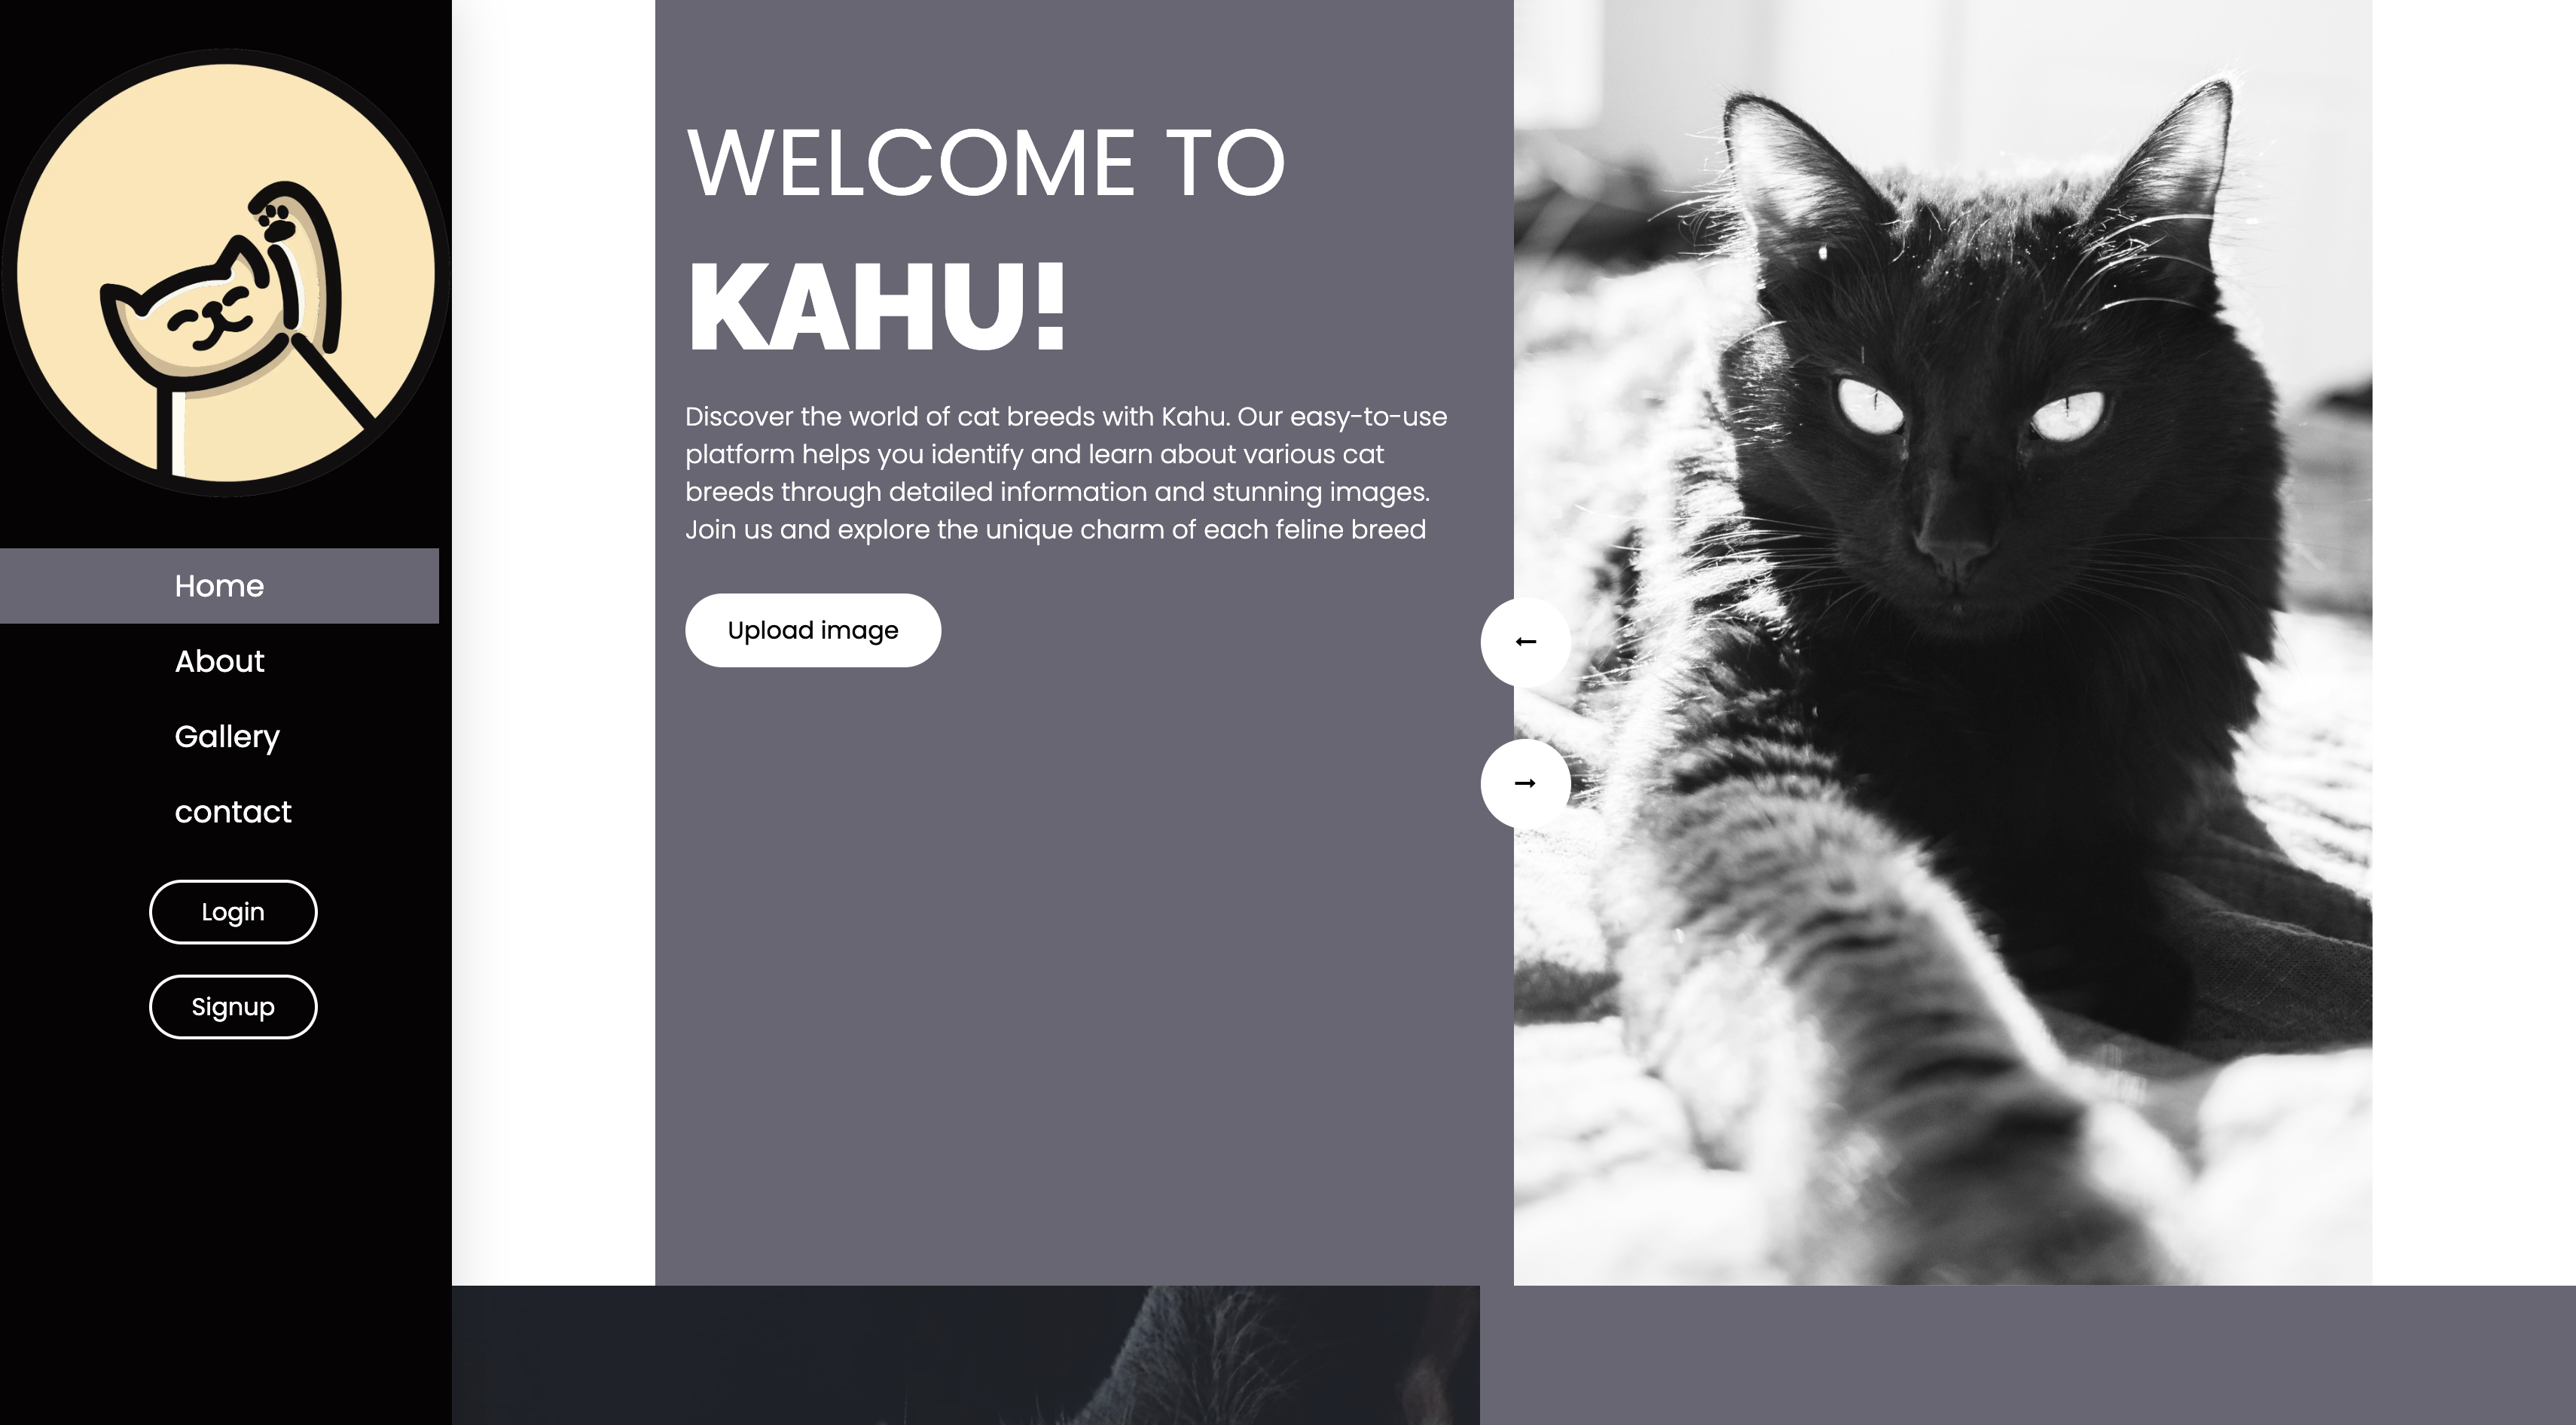 Home
About
Gallery
contact
Login
Signup
WELCOME TO
KAHU!
Discover the world of cat breeds with Kahu. Our easy-to-use
platform helps you identify and learn about various cat
breeds through detailed information and stunning images.
Join us and explore the unique charm of each feline breed
Upload image